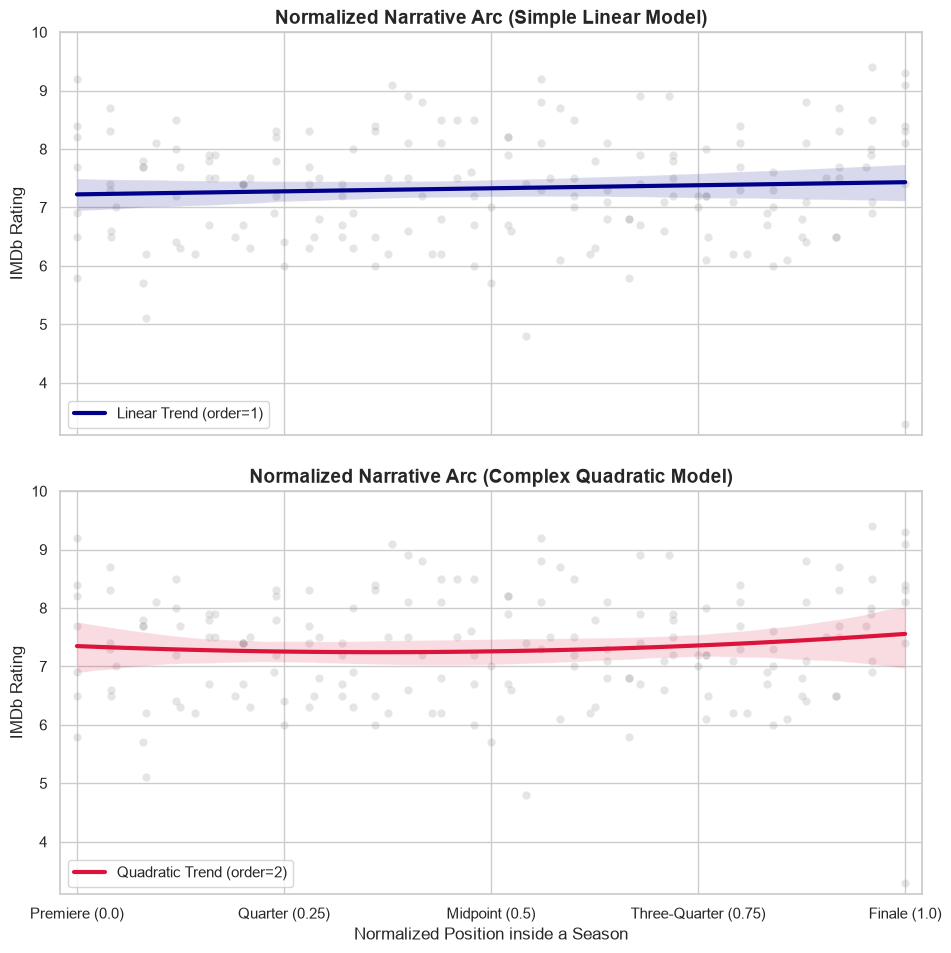 Normalized Narrative Arc (Simple Linear Model)
10
9
8
7
6
5
4
IMDb Rating
Linear Trend (order=1)
Normalized Narrative Arc (Complex Quadratic Model)
10
9
8
7
6
5
4
IMDb Rating
Quadratic Trend (order=2)
Premiere (0.0) Quarter (0.25) Midpoint (0.5) Three-Quarter (0.75) Finale (1.0)
Normalized Position inside a Season